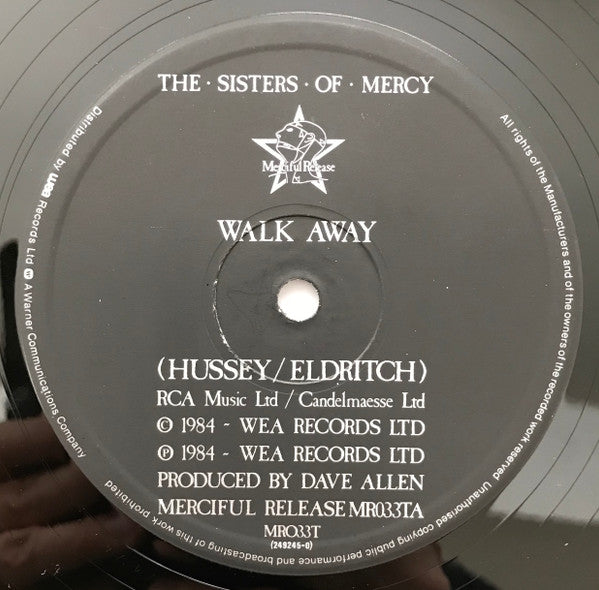 THE · SISTERS · OF · MERCY
Merciful Release
WALK AWAY
(HUSSEY/ELDRITCH)
RCA Music Ltd / Candelmaesse Ltd
© 1984 - WEA RECORDS LTD
℗ 1984 - WEA RECORDS LTD
PRODUCED BY DAVE ALLEN
MERCIFUL RELEASE MR033TA
MR033T
(249245-0)
All rights of the Manufacturers and of the owners of the recorded work reserved Unauthorised copying public performance and broadcasting of this work prohibited
Distributed by wea Records Ltd A Warner Communications Company